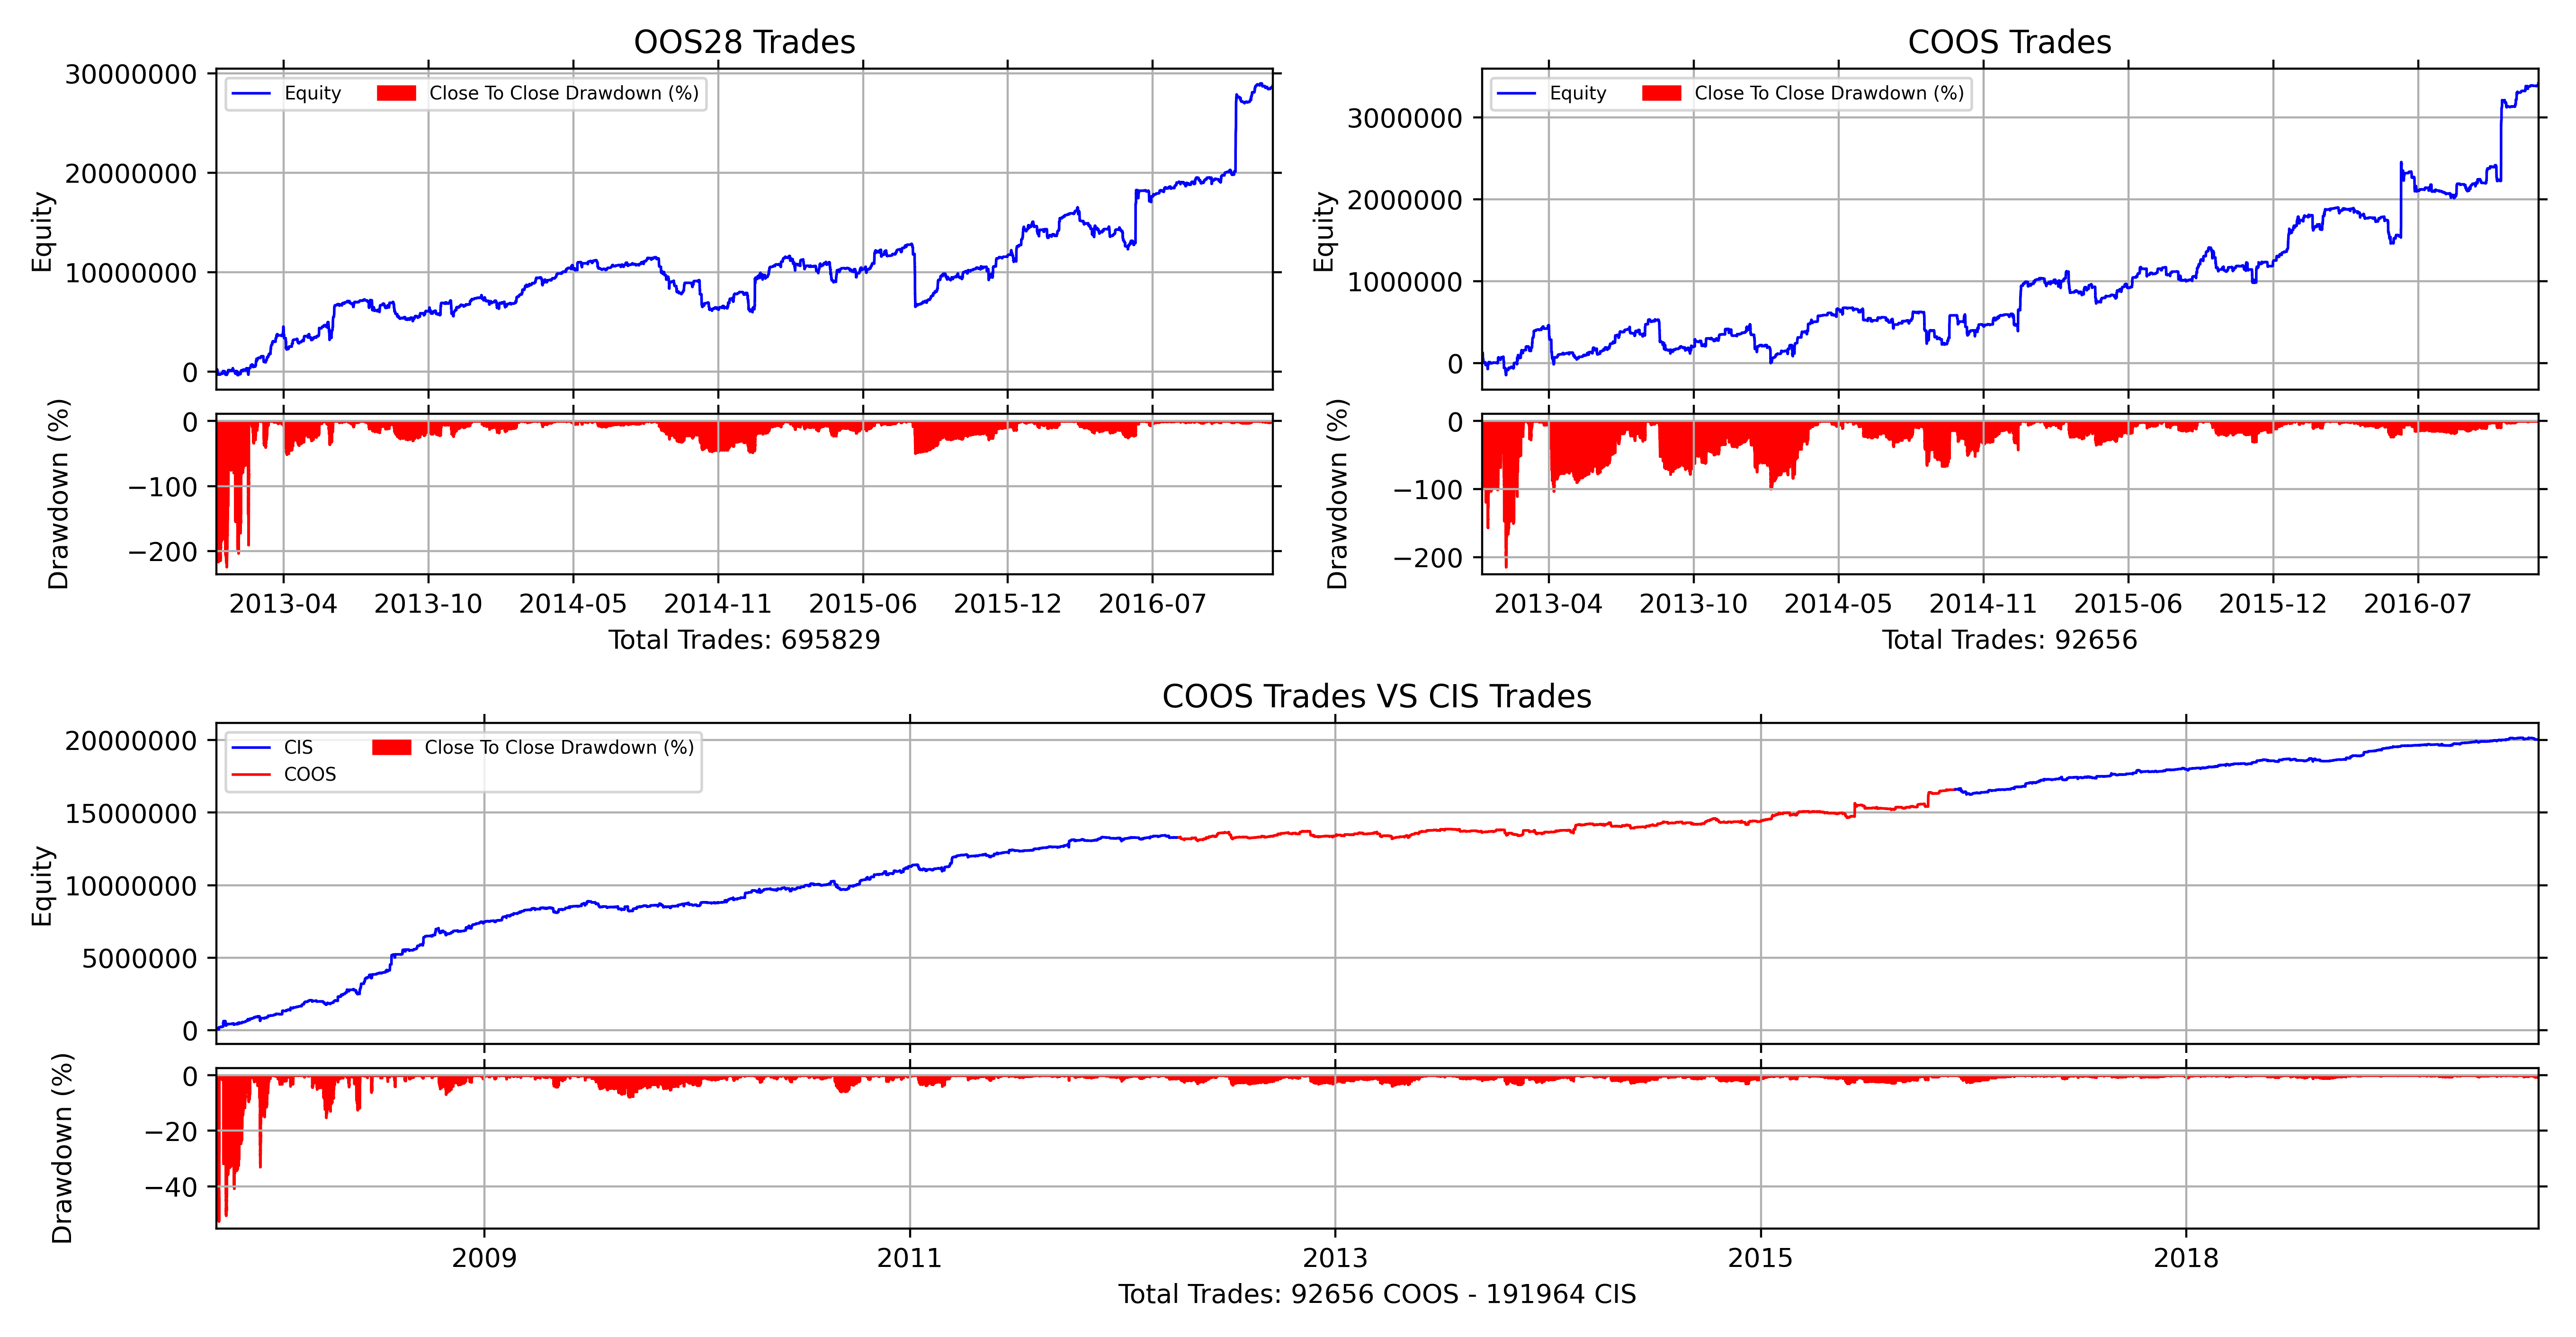 OOS28 Trades
30000000
20000000
10000000
0
Equity
Equity
Close To Close Drawdown (%)
0
−100
−200
Drawdown (%)
2013-04 2013-10 2014-05 2014-11 2015-06 2015-12 2016-07
Total Trades: 695829
COOS Trades
3000000
2000000
1000000
0
Equity
Equity
Close To Close Drawdown (%)
0
−100
−200
Drawdown (%)
2013-04 2013-10 2014-05 2014-11 2015-06 2015-12 2016-07
Total Trades: 92656
COOS Trades VS CIS Trades
20000000
15000000
10000000
5000000
0
Equity
CIS
COOS
Close To Close Drawdown (%)
0
−20
−40
Drawdown (%)
2009 2011 2013 2015 2018
Total Trades: 92656 COOS - 191964 CIS